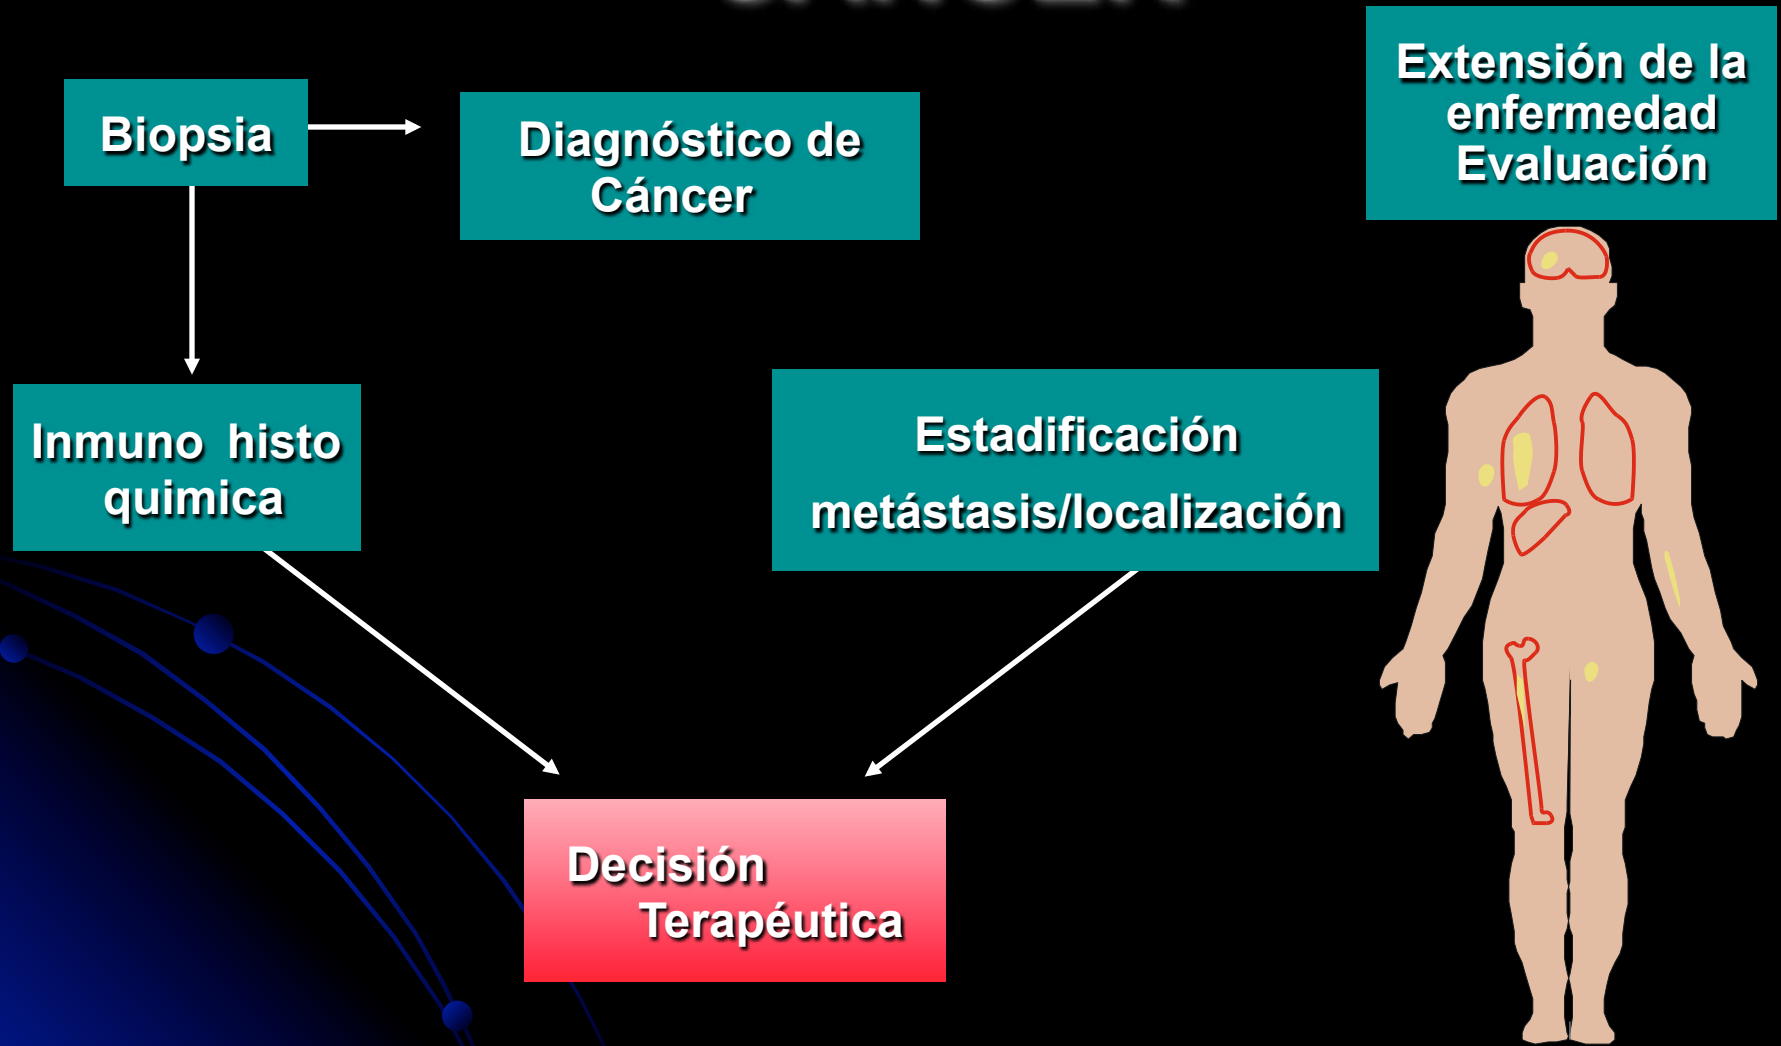 Extensión de la
enfermedad
Evaluación
Biopsia
Diagnóstico de
Cáncer
Inmuno histo
quimica
Estadificación
metástasis/localización
Decisión
Terapéutica